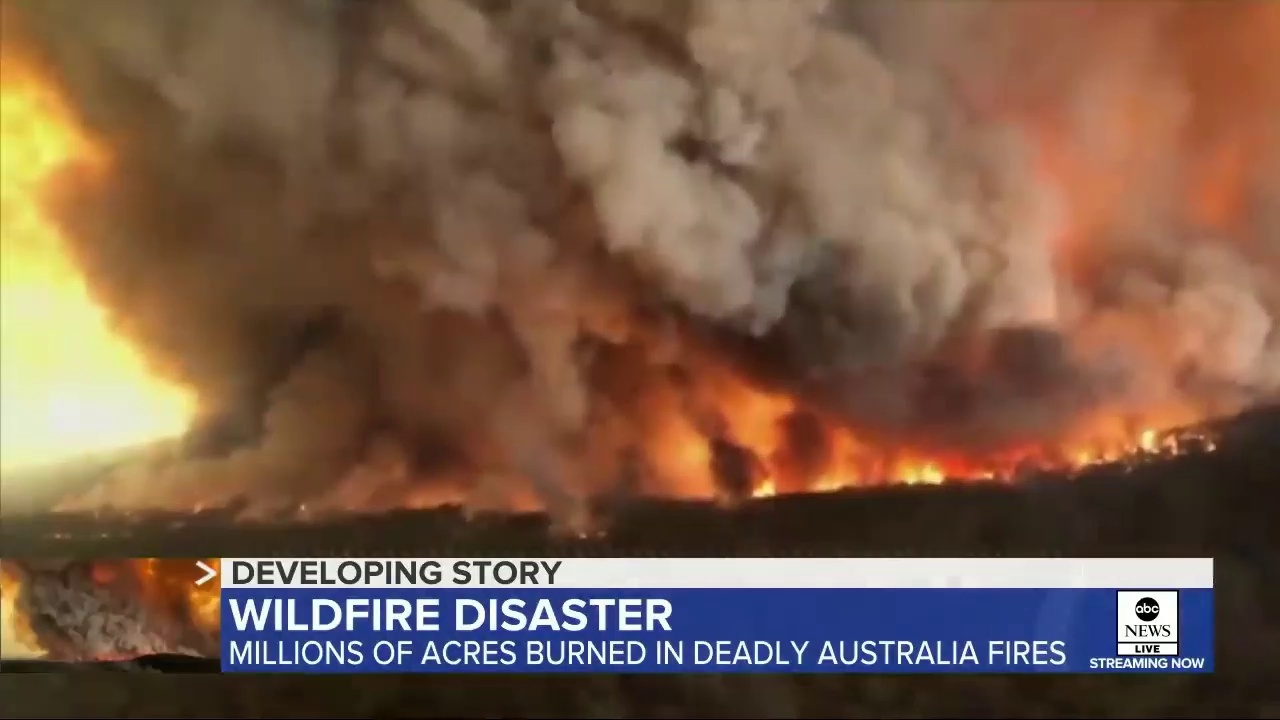 > DEVELOPING STORY
WILDFIRE DISASTER
MILLIONS OF ACRES BURNED IN DEADLY AUSTRALIA FIRES
abc
NEWS
LIVE
STREAMING NOW